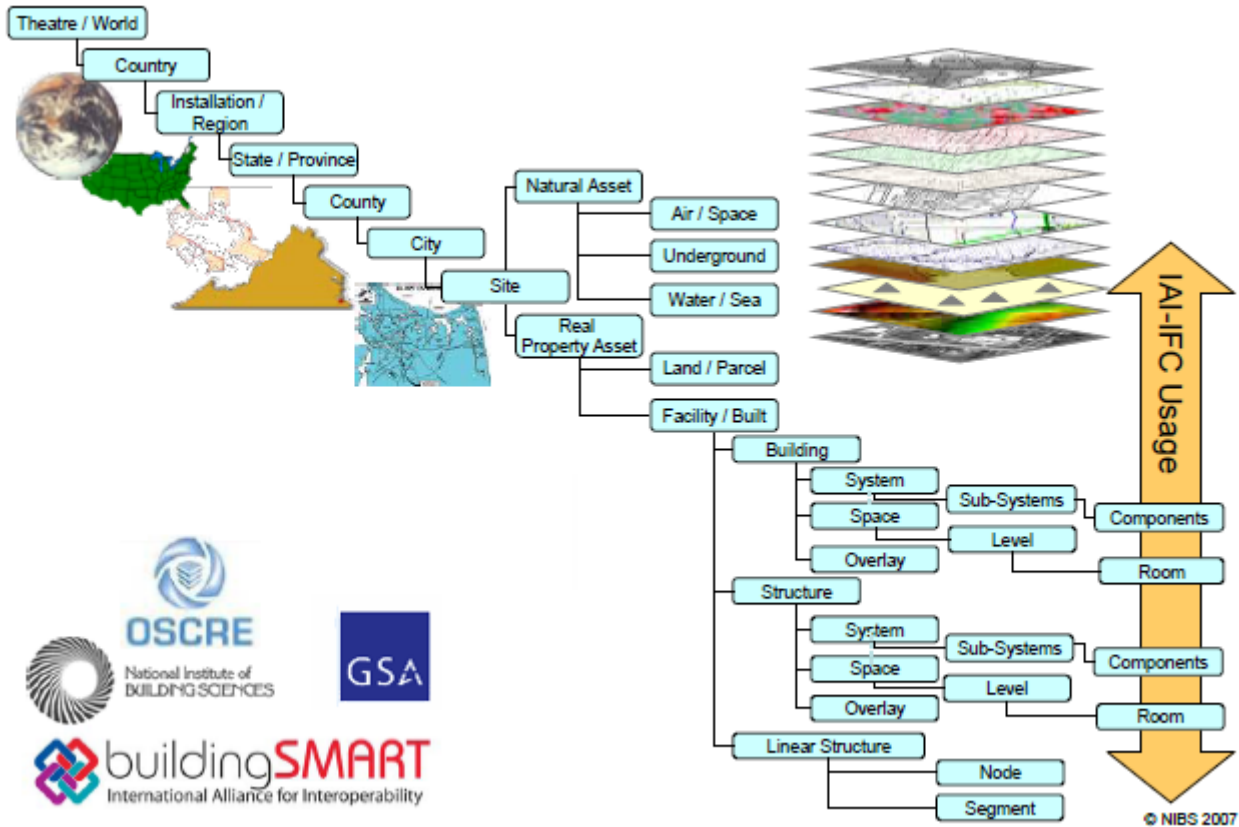 Theatre / World
Country
Installation /
Region
State / Province
County
City
Site
Natural Asset
Air / Space
Underground
Water / Sea
Real
Property Asset
Land / Parcel
Facility / Built
Building
System
Sub-Systems
Components
Space
Level
Room
Overlay
Structure
System
Sub-Systems
Components
Space
Level
Room
Overlay
Linear Structure
Node
Segment
IAI-IFC Usage
OSCRE
National Institute of
BUILDING SCIENCES
GSA
buildingSMART
International Alliance for Interoperability
© NIBS 2007